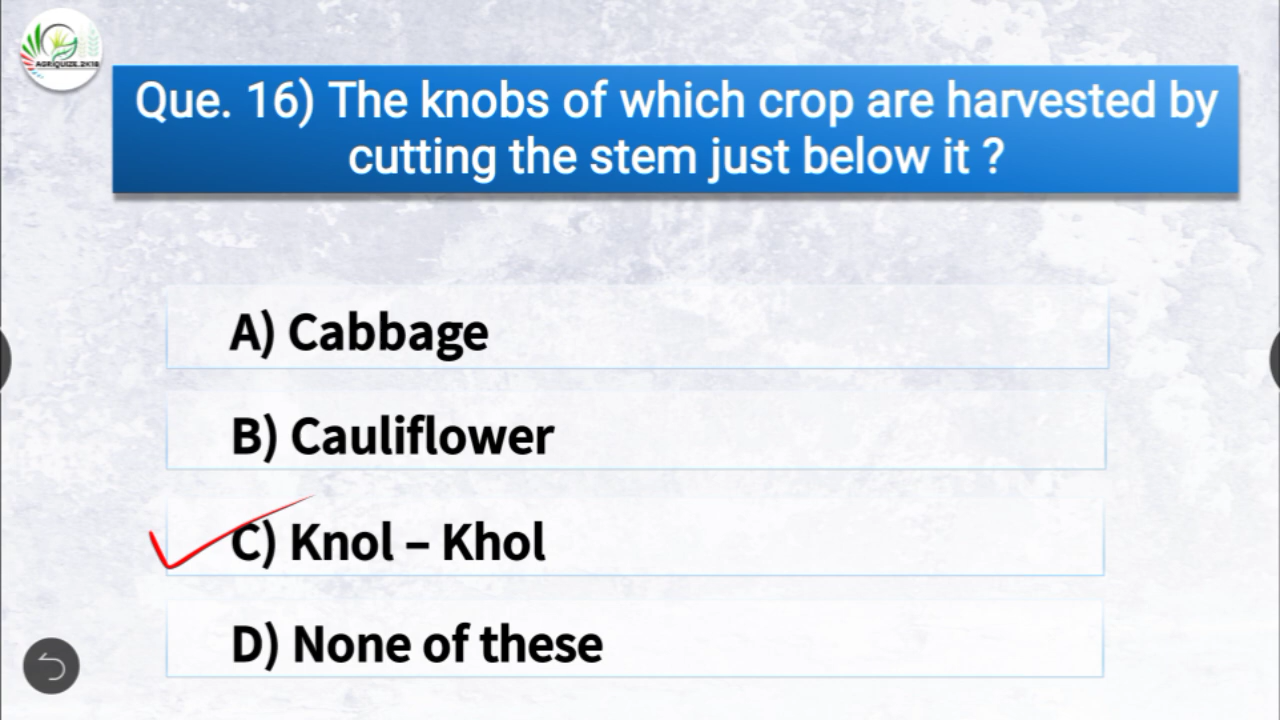 AGRIQUIZE.2K18
Que. 16) The knobs of which crop are harvested by
cutting the stem just below it ?
A) Cabbage
B) Cauliflower
C) Knol – Khol
D) None of these